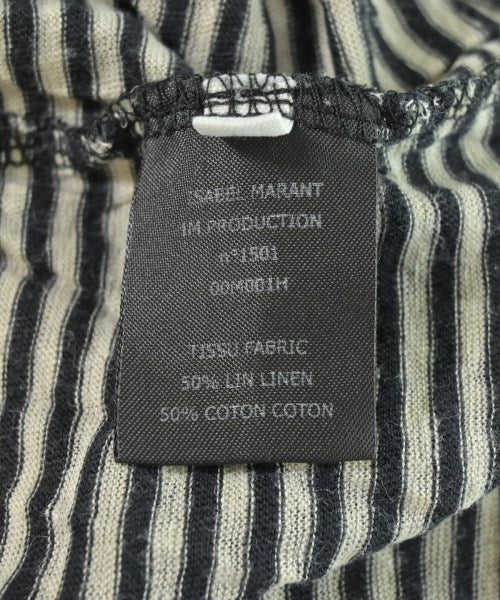 ISABEL MARANT
IM PRODUCTION
n°1501
00M001H
TISSU FABRIC
50% LIN LINEN
50% COTON COTON